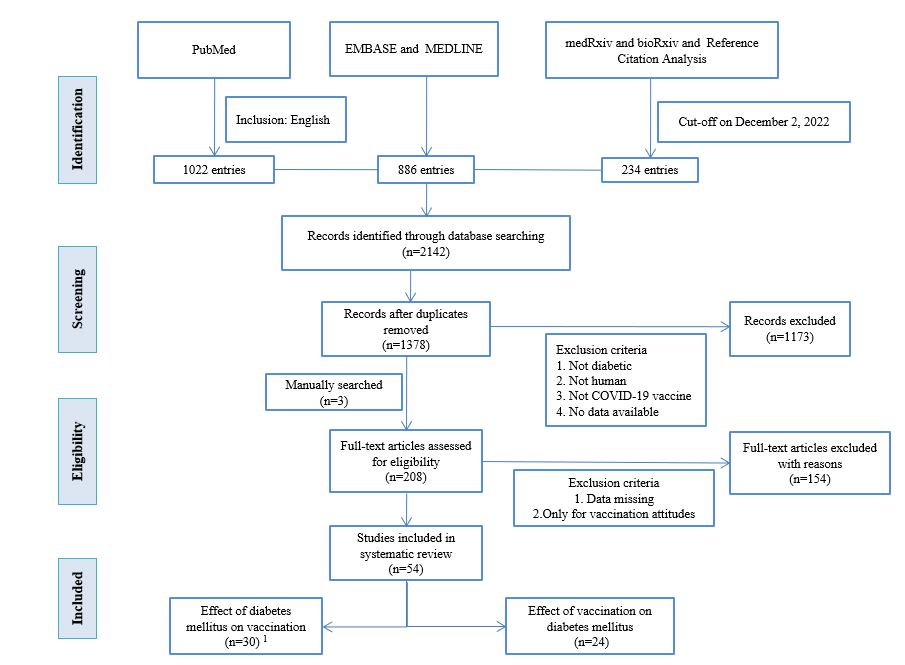 PubMed
EMBASE and MEDLINE
medRxiv and bioRxiv and Reference
Citation Analysis
Identification
Inclusion: English
Cut-off on December 2, 2022
1022 entries
886 entries
234 entries
Records identified through database searching
(n=2142)
Screening
Records after duplicates
removed
(n=1378)
Records excluded
(n=1173)
Exclusion criteria
1. Not diabetic
2. Not human
3. Not COVID-19 vaccine
4. No data available
Manually searched
(n=3)
Eligibility
Full-text articles assessed
for eligibility
(n=208)
Full-text articles excluded
with reasons
(n=154)
Exclusion criteria
1. Data missing
2.Only for vaccination attitudes
Studies included in
systematic review
(n=54)
Included
Effect of diabetes
mellitus on vaccination
(n=30) 1
Effect of vaccination on
diabetes mellitus
(n=24)